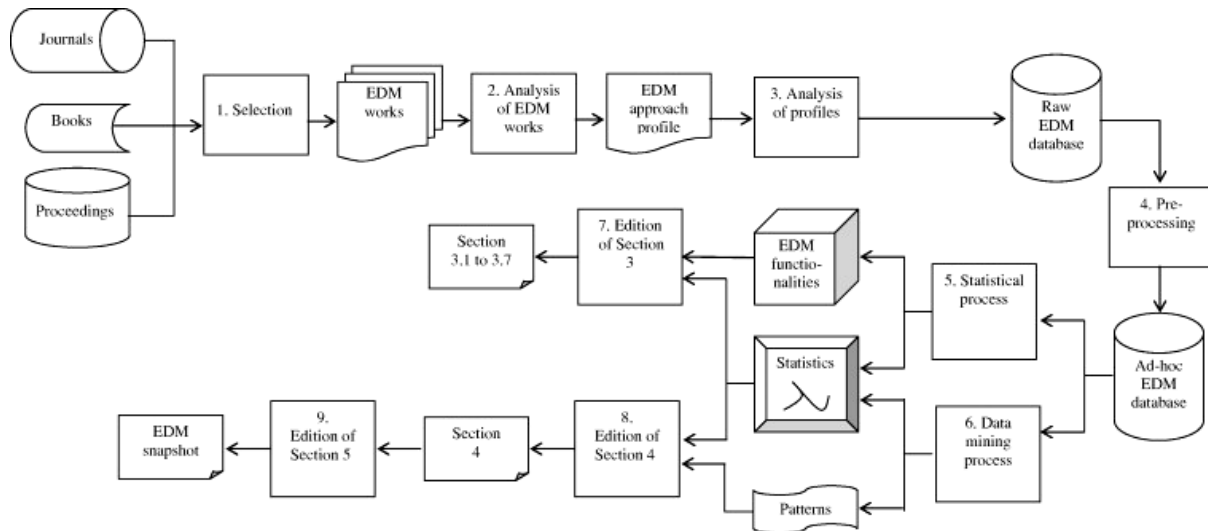 Journals
Books
Proceedings
1. Selection
EDM
works
2. Analysis
of EDM
works
EDM
approach
profile
3. Analysis
of profiles
Raw
EDM
database
4. Pre-
processing
Ad-hoc
EDM
database
5. Statistical
process
6. Data
mining
process
EDM
functio-
nalities
Statistics
λ
Patterns
7. Edition
of Section
3
Section
3.1 to 3.7
8.
Edition of
Section 4
Section
4
9.
Edition of
Section 5
EDM
snapshot